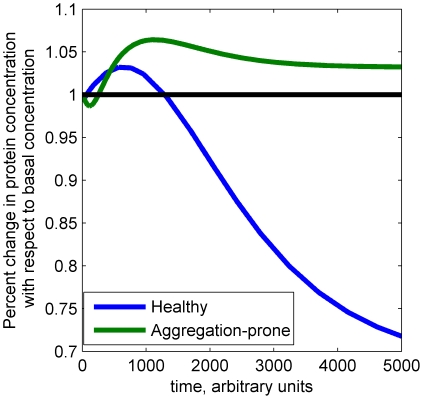 Percent change in protein concentration
with respect to basal concentration
1.1
1.05
1
0.95
0.9
0.85
0.8
0.75
0.7
Healthy
Aggregation-prone
0 1000 2000 3000 4000 5000
time, arbitrary units